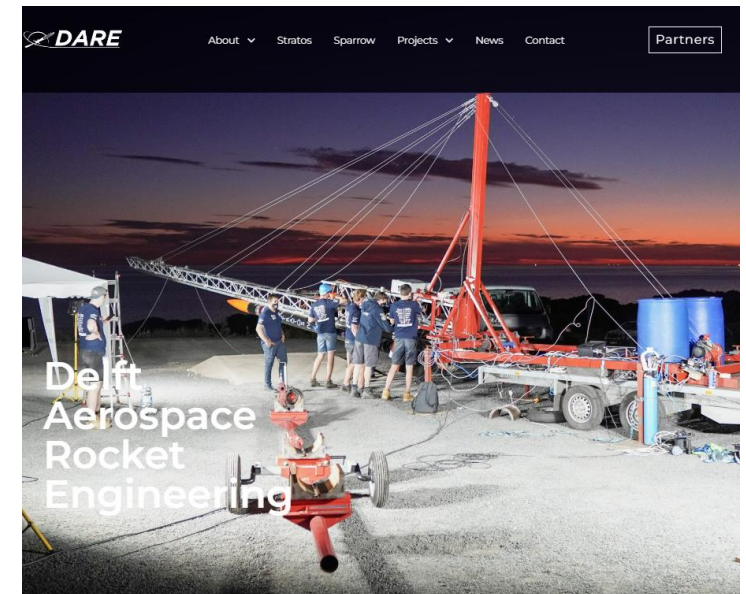 DARE
About
Stratos
Sparrow
Projects
News
Contact
Partners
Delft
Aerospace
Rocket
Engineering